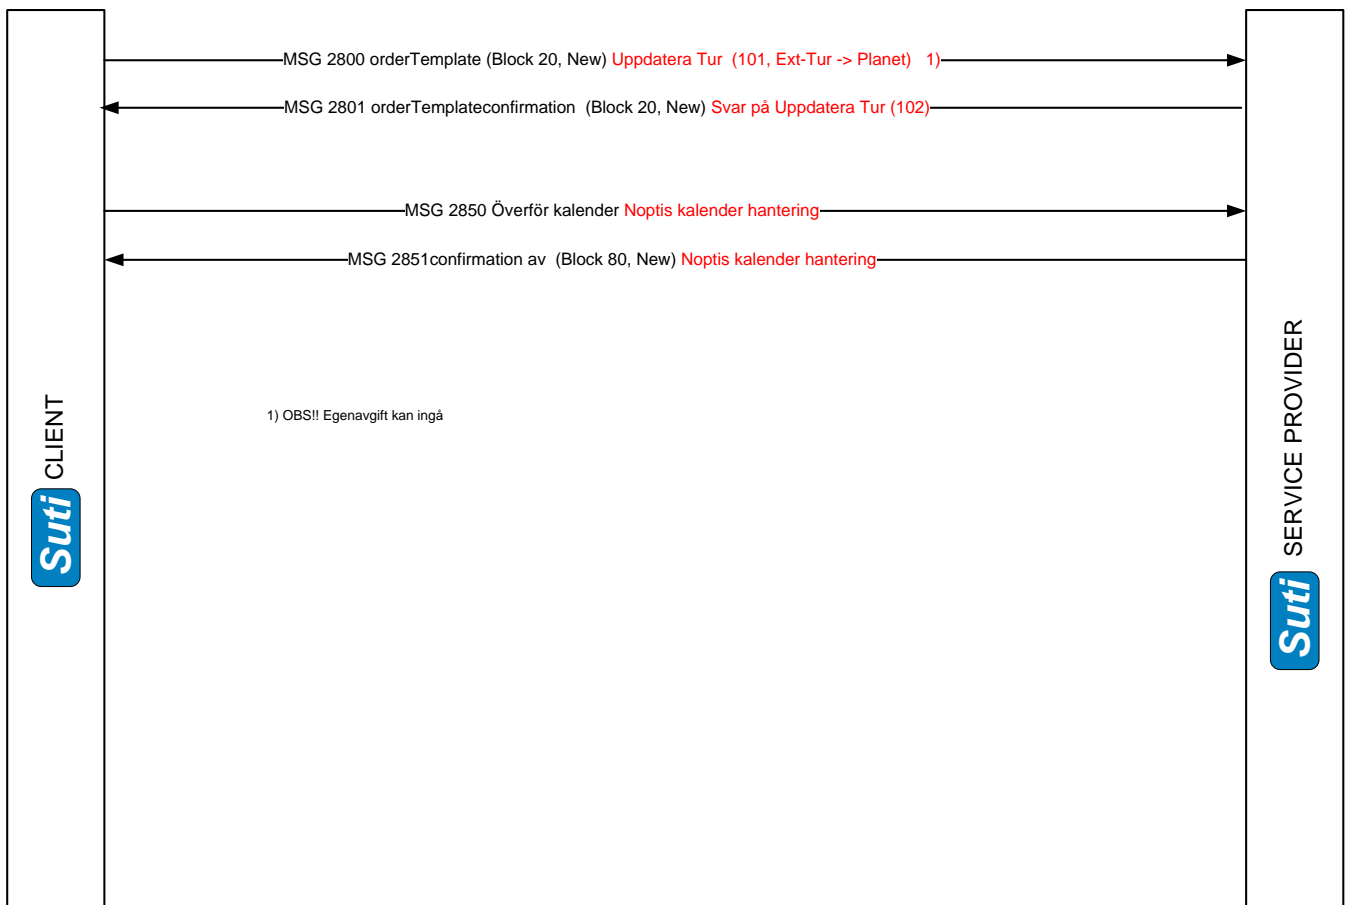 MSG 2800 orderTemplate (Block 20, New) Uppdatera Tur (101, Ext-Tur -> Planet) 1)
MSG 2801 orderTemplateconfirmation (Block 20, New) Svar på Uppdatera Tur (102)
MSG 2850 Överför kalender Noptis kalender hantering
MSG 2851confirmation av (Block 80, New) Noptis kalender hantering
1) OBS!! Egenavgift kan ingå
Suti CLIENT
Suti SERVICE PROVIDER